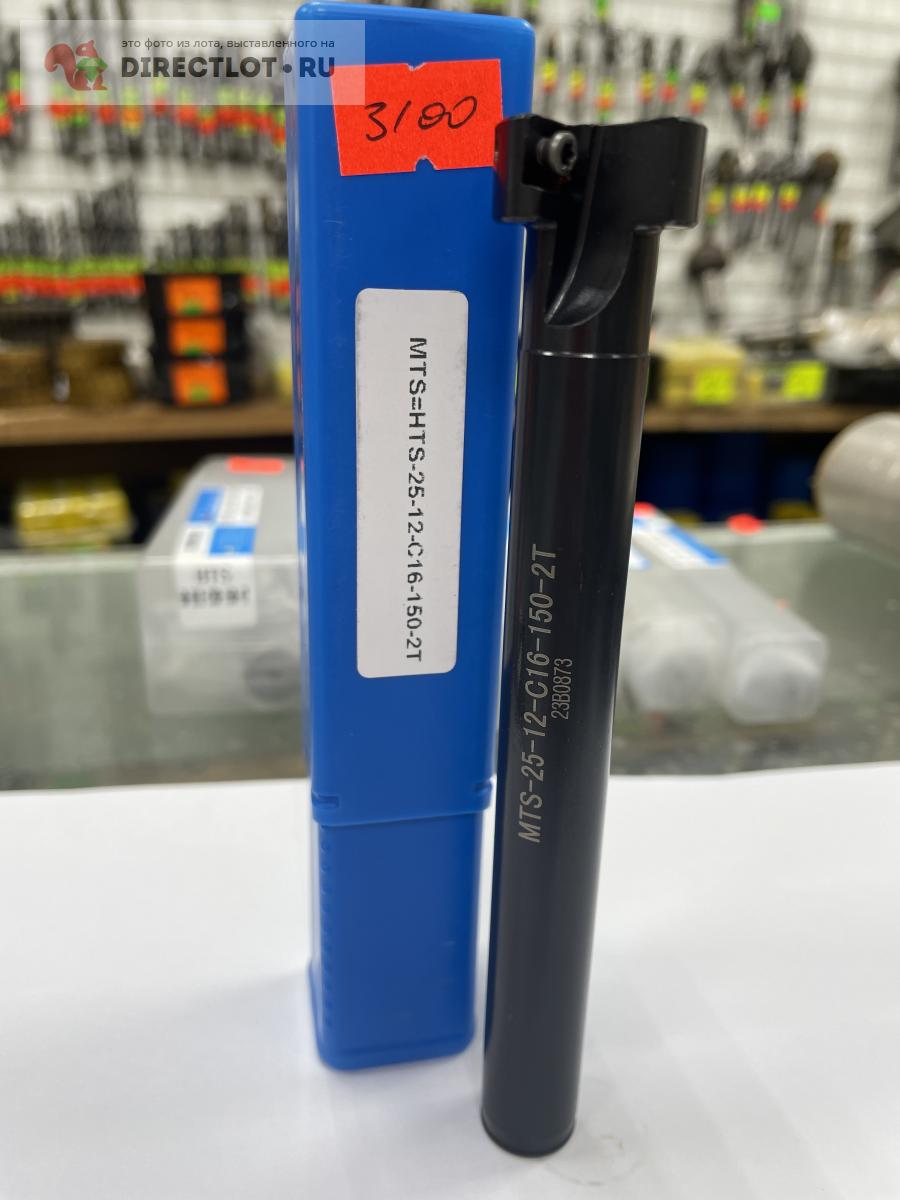 это фото из лота, выставленного на
DIRECTLOT.RU
3100
MTS=HTS-25-12-C16-150-2T
MTS-25-12-C16-150-2T
23B0873